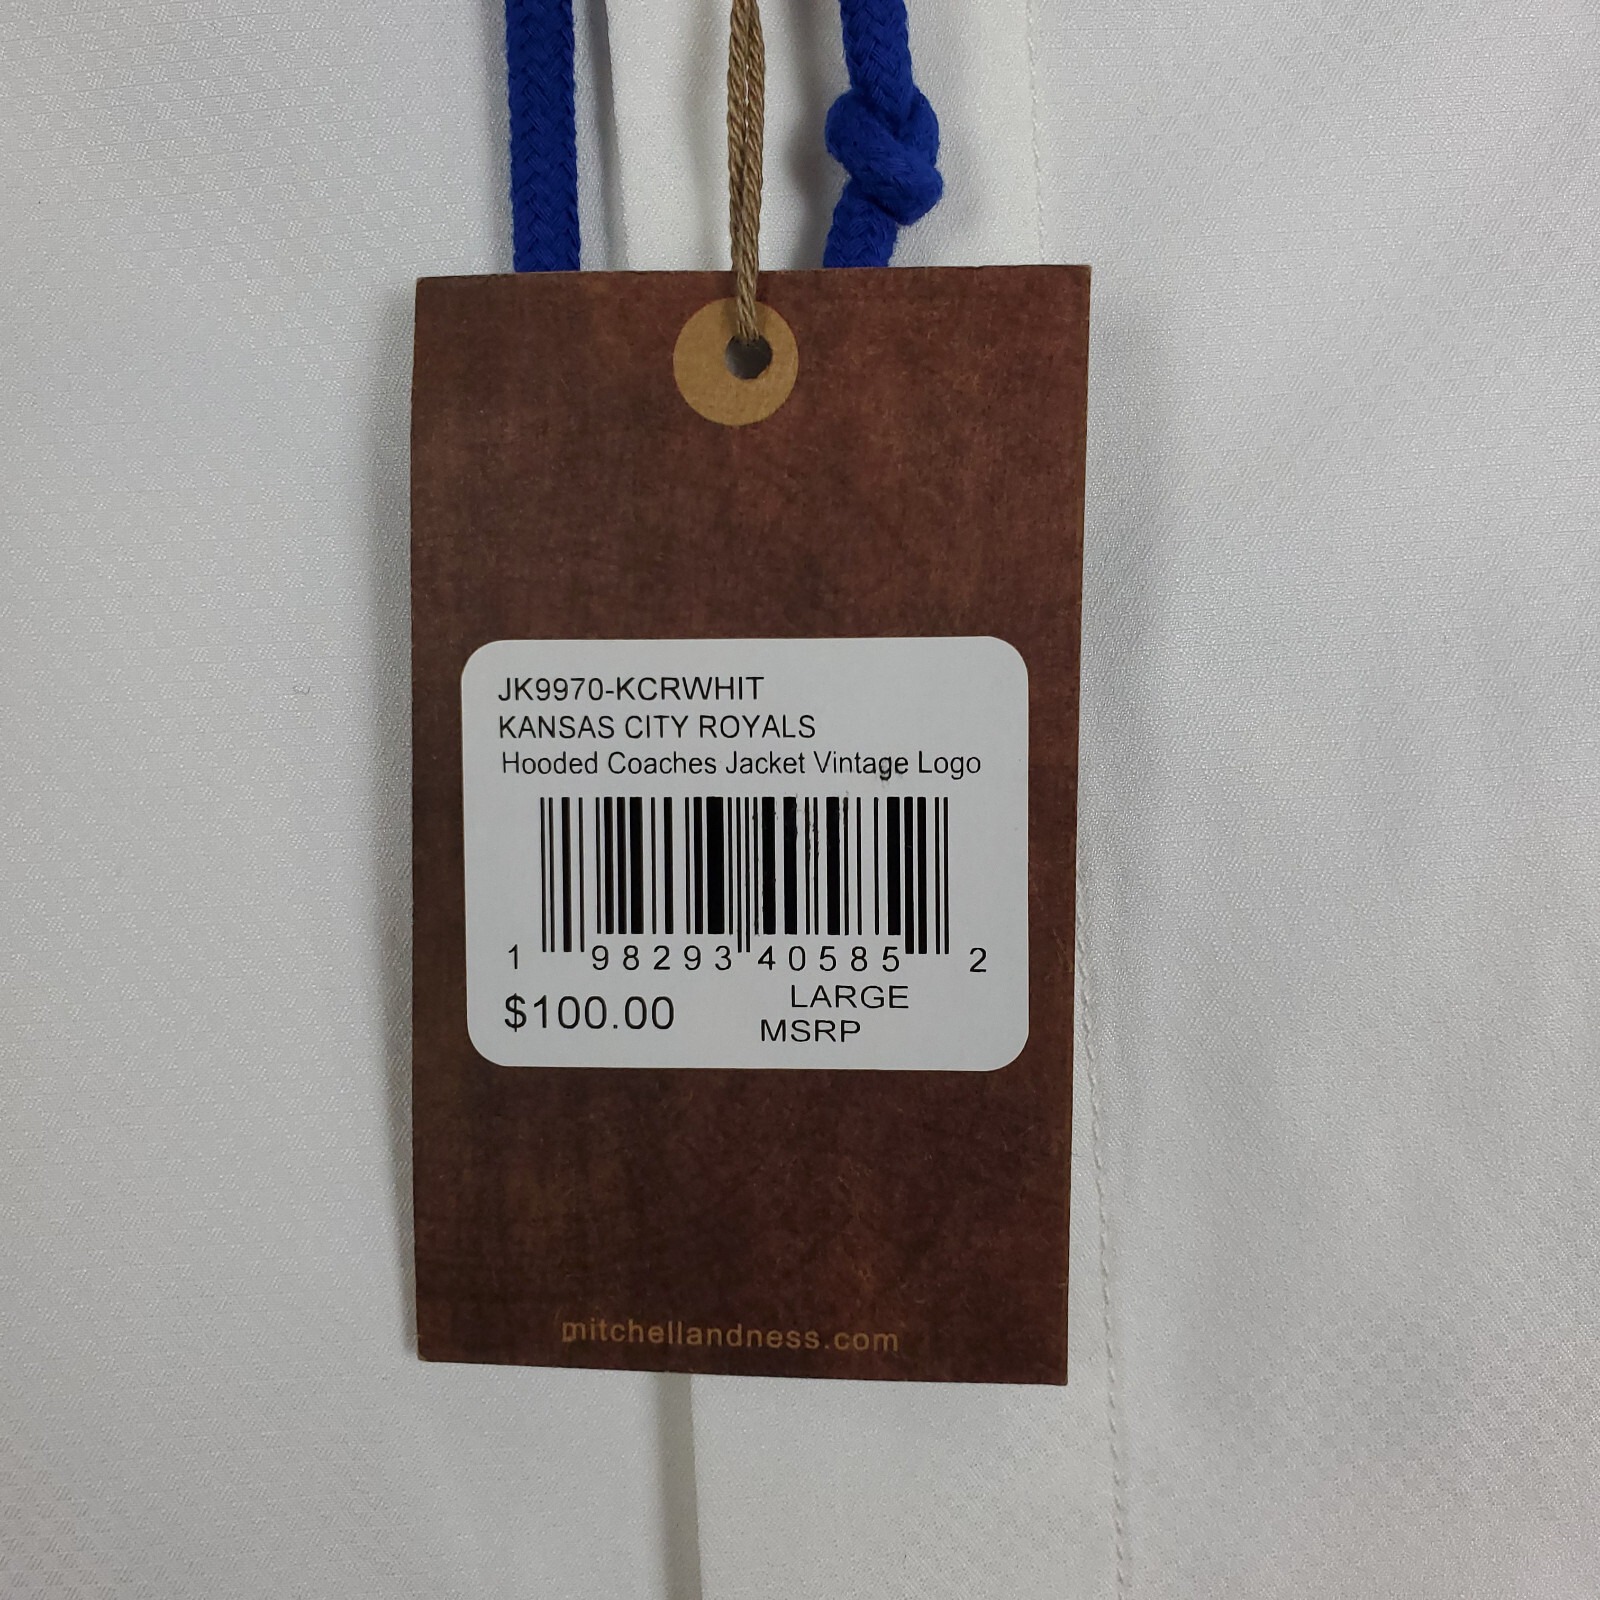 JK9970-KCRWHIT
KANSAS CITY ROYALS
Hooded Coaches Jacket Vintage Logo
1 98293 40585 2
$100.00 LARGE
MSRP
mitchellandness.com